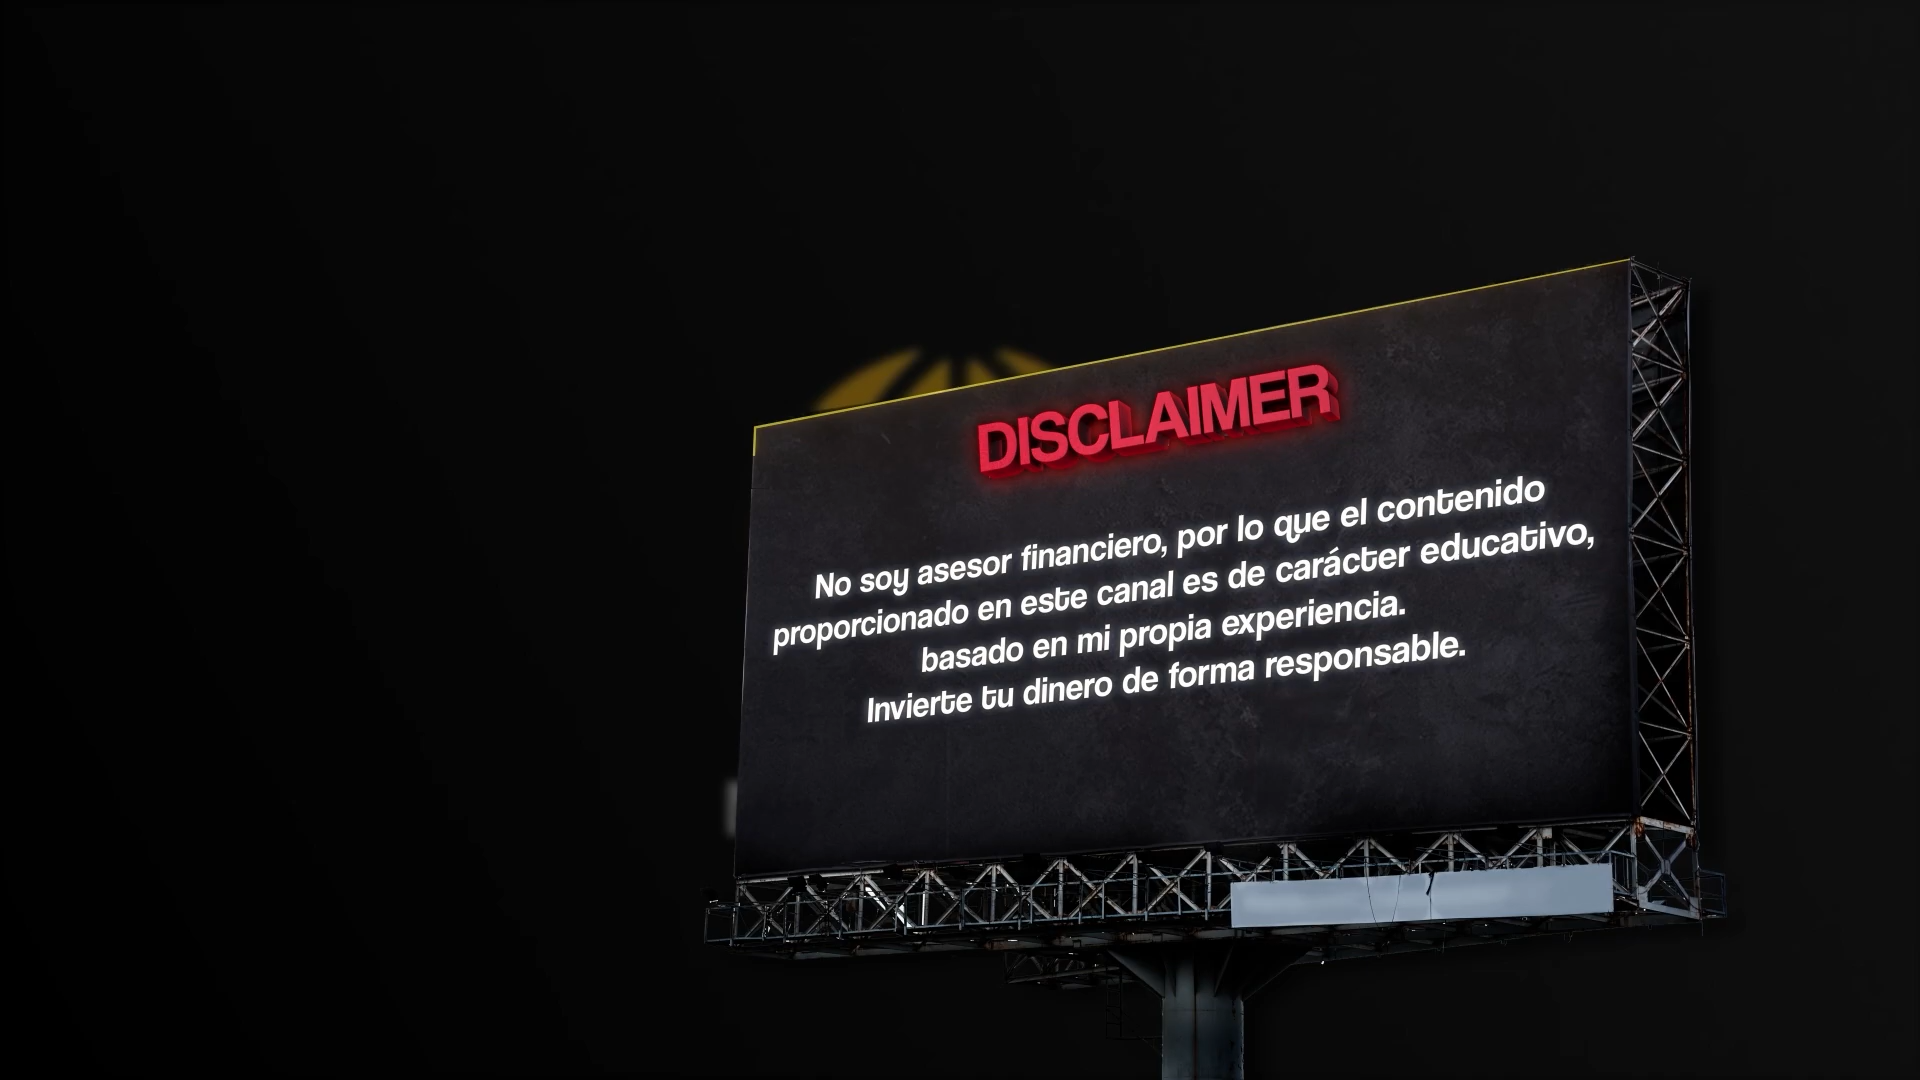 DISCLAIMER
No soy asesor financiero, por lo que el contenido
proporcionado en este canal es de carácter educativo,
basado en mi propia experiencia.
Invierte tu dinero de forma responsable.